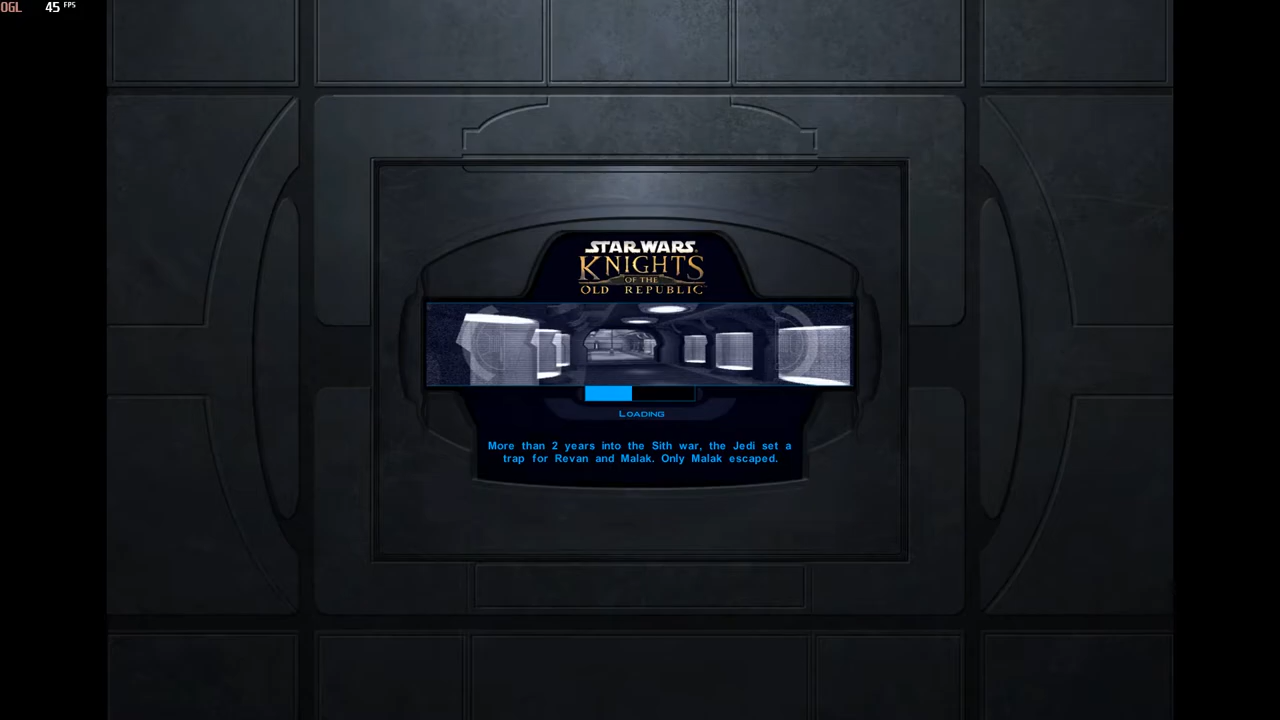 OGL 45 FPS
STAR WARS
KNIGHTS
OF THE
OLD REPUBLIC
LOADING
More than 2 years into the Sith war, the Jedi set a
trap for Revan and Malak. Only Malak escaped.